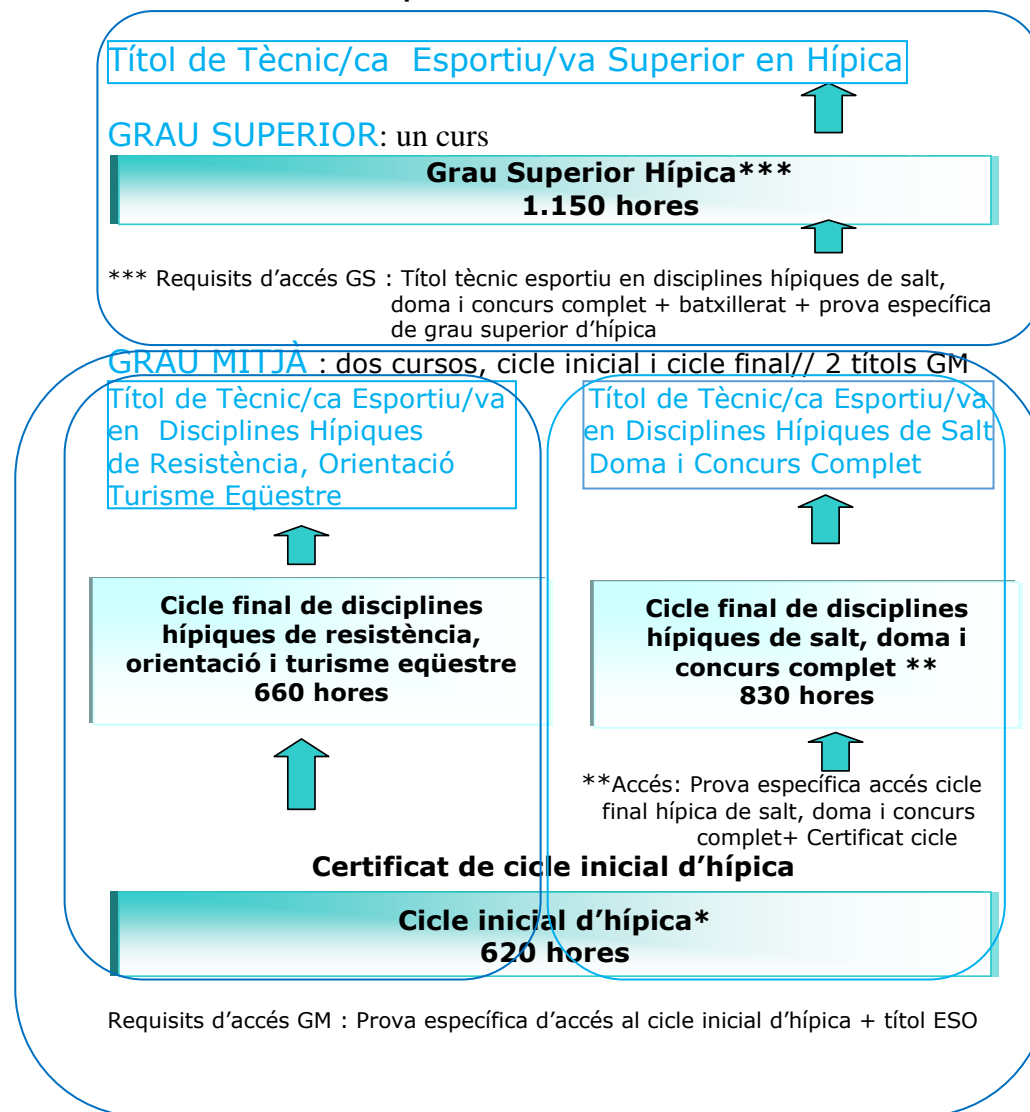 Títol de Tècnic/ca Esportiu/va Superior en Hípica
GRAU SUPERIOR: un curs
Grau Superior Hípica***
1.150 hores
*** Requisits d’accés GS : Títol tècnic esportiu en disciplines hípiques de salt,
doma i concurs complet + batxillerat + prova específica
de grau superior d’hípica
GRAU MITJÀ : dos cursos, cicle inicial i cicle final// 2 títols GM
Títol de Tècnic/ca Esportiu/va
en Disciplines Hípiques
de Resistència, Orientació
Turisme Eqüestre
Títol de Tècnic/ca Esportiu/va
en Disciplines Hípiques de Salt
Doma i Concurs Complet
Cicle final de disciplines
hípiques de resistència,
orientació i turisme eqüestre
660 hores
Cicle final de disciplines
hípiques de salt, doma i
concurs complet **
830 hores
**Accés: Prova específica accés cicle
final hípica de salt, doma i concurs
complet+ Certificat cicle
Certificat de cicle inicial d’hípica
Cicle inicial d’hípica*
620 hores
Requisits d’accés GM : Prova específica d’accés al cicle inicial d’hípica + títol ESO